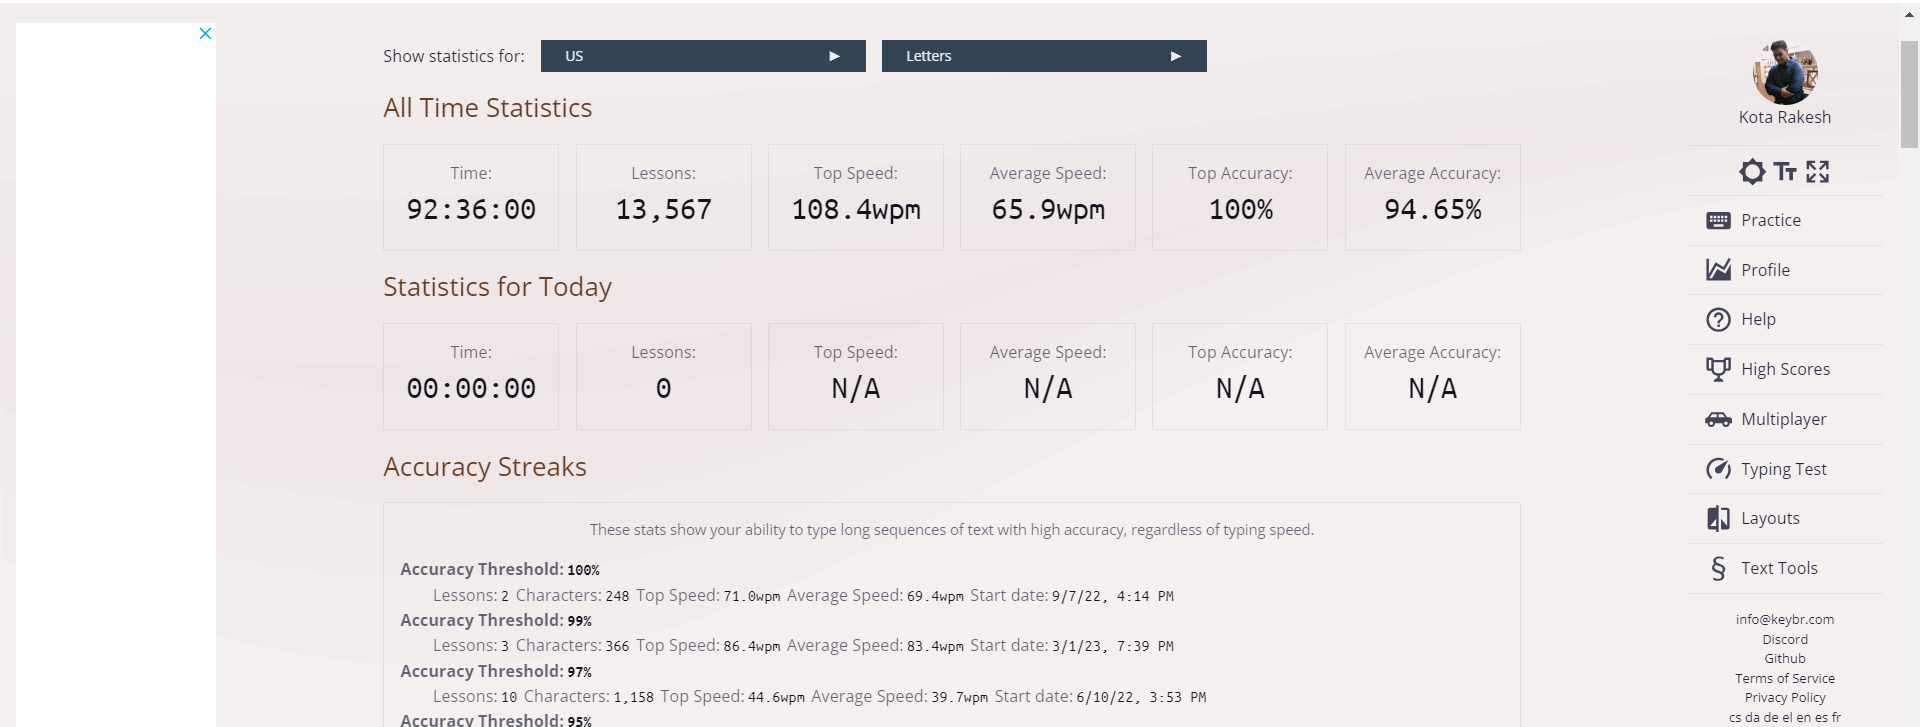 Show statistics for: US ▶ Letters ▶
All Time Statistics
Time: Lessons: Top Speed: Average Speed: Top Accuracy: Average Accuracy:
92:36:00 13,567 108.4wpm 65.9wpm 100% 94.65%
Statistics for Today
Time: Lessons: Top Speed: Average Speed: Top Accuracy: Average Accuracy:
00:00:00 0 N/A N/A N/A N/A
Accuracy Streaks
These stats show your ability to type long sequences of text with high accuracy, regardless of typing speed.
Accuracy Threshold: 100%
Lessons: 2 Characters: 248 Top Speed: 71.0wpm Average Speed: 69.4wpm Start date: 9/7/22, 4:14 PM
Accuracy Threshold: 99%
Lessons: 3 Characters: 366 Top Speed: 86.4wpm Average Speed: 83.4wpm Start date: 3/1/23, 7:39 PM
Accuracy Threshold: 97%
Lessons: 10 Characters: 1,158 Top Speed: 44.6wpm Average Speed: 39.7wpm Start date: 6/10/22, 3:53 PM
Accuracy Threshold: 95%
Kota Rakesh
Practice
Profile
Help
High Scores
Multiplayer
Typing Test
Layouts
§ Text Tools
info@keybr.com
Discord
Github
Terms of Service
Privacy Policy
cs da de el en es fr